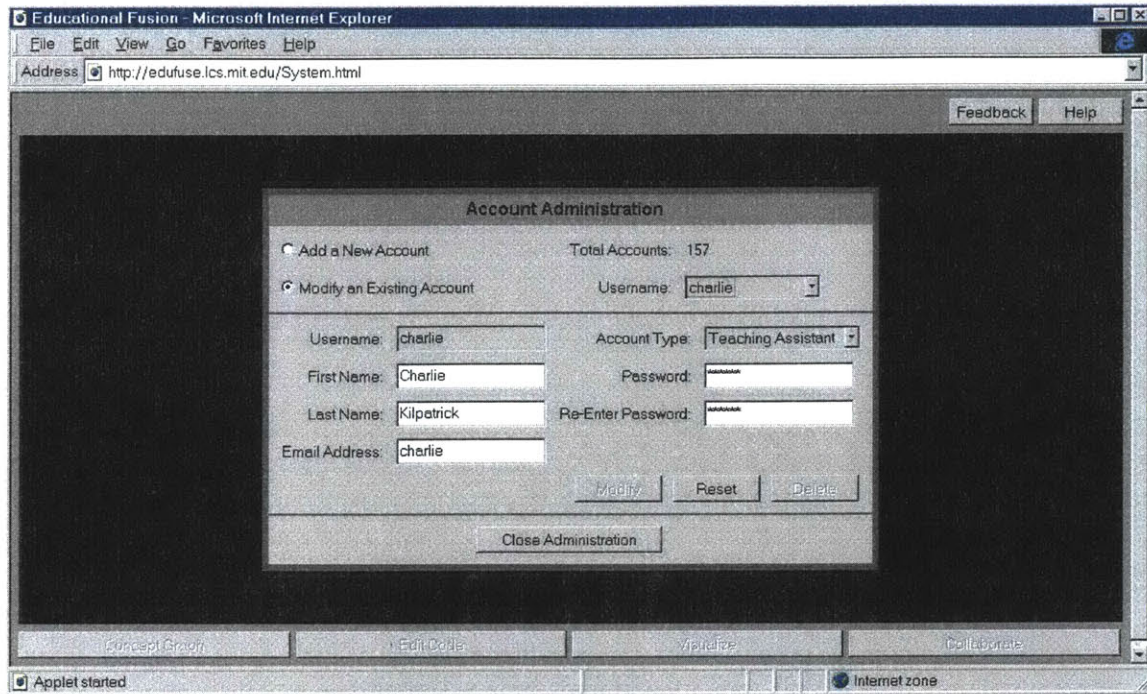 Educational Fusion - Microsoft Internet Explorer
File Edit View Go Favorites Help
Address http://edufuse.lcs.mit.edu/System.html
Feedback Help
Account Administration
Add a New Account Total Accounts: 157
Modify an Existing Account Username: charlie
Username: charlie Account Type: Teaching Assistant
First Name: Charlie Password: *******
Last Name: Kilpatrick Re-Enter Password: *******
Email Address: charlie
Modify Reset Delete
Close Administration
Concept Graph Edit Code Visualize Collaborate
Applet started Internet zone